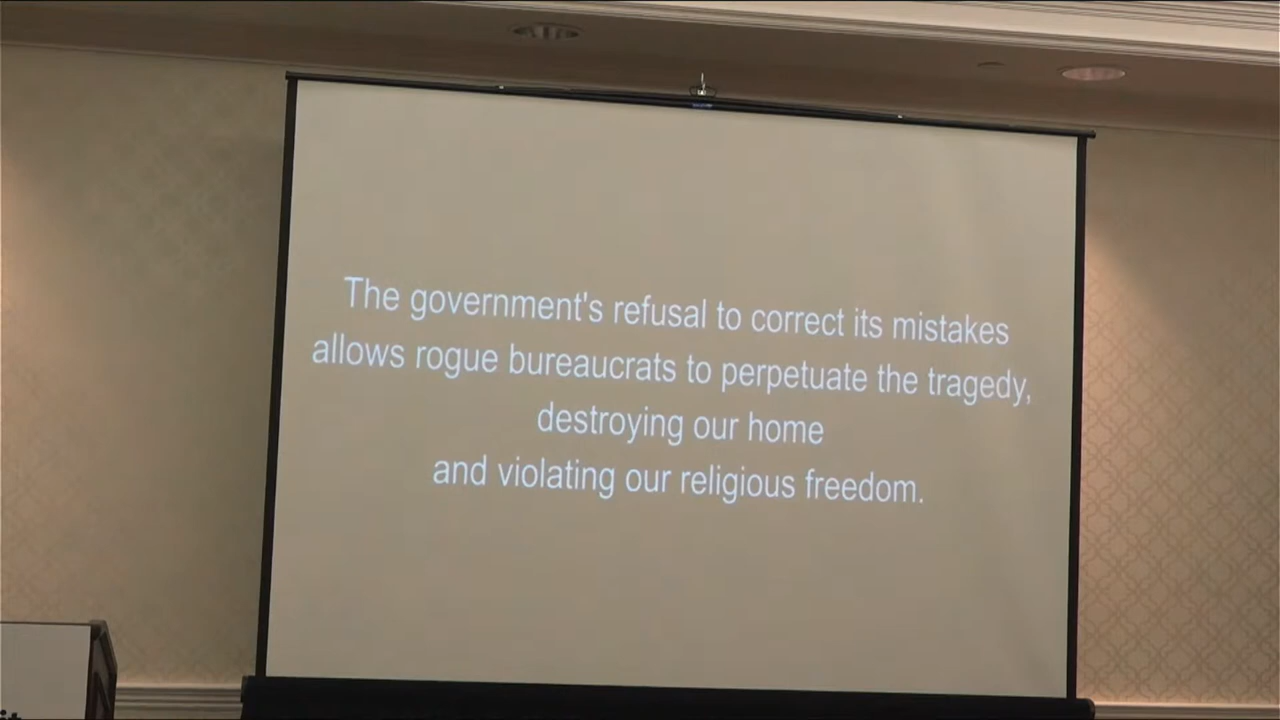 The government's refusal to correct its mistakes
allows rogue bureaucrats to perpetuate the tragedy,
destroying our home
and violating our religious freedom.